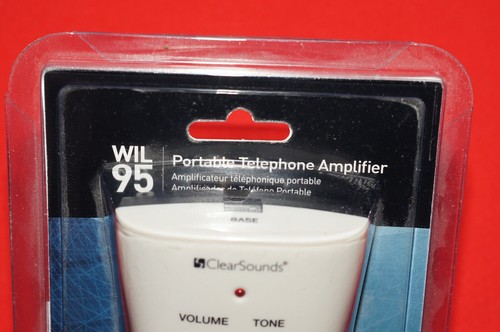 WIL
95
Portable Telephone Amplifier
Amplificateur téléphonique portable
Amplificador de Teléfono Portable
BASE
ClearSounds®
VOLUME TONE